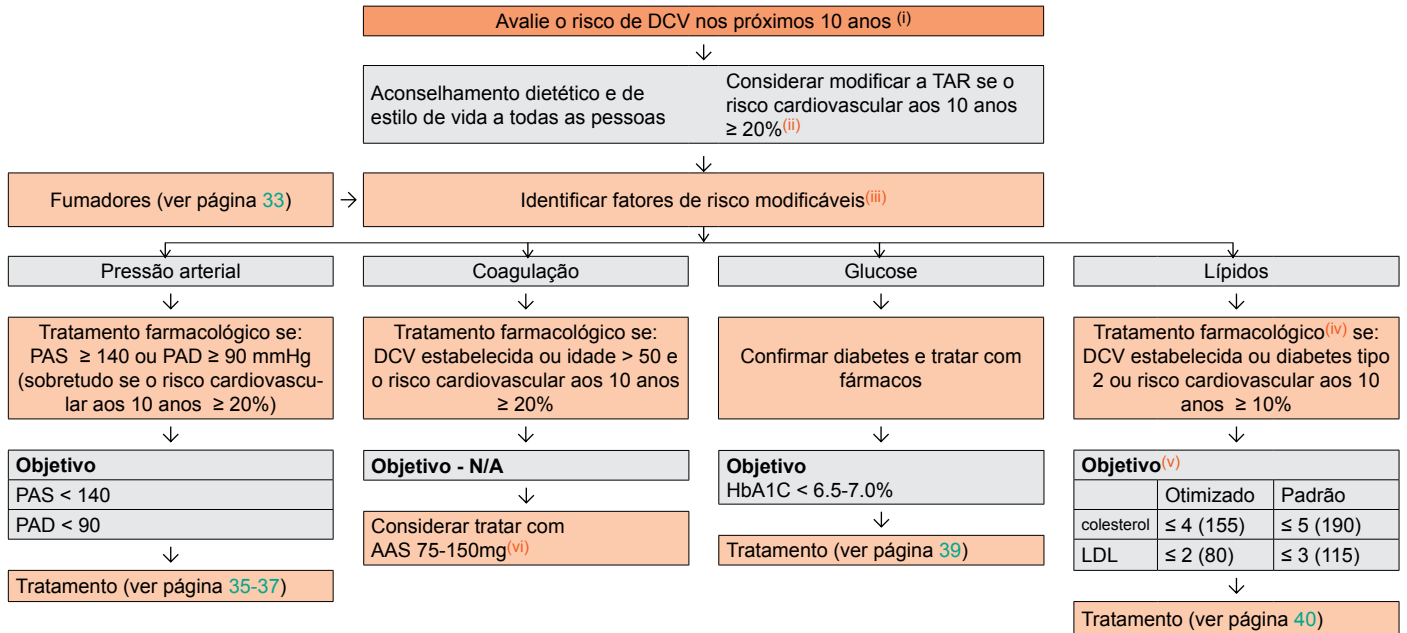 Avalie o risco de DCV nos próximos 10 anos (i)
Aconselhamento dietético e de
estilo de vida a todas as pessoas
Considerar modificar a TAR se o
risco cardiovascular aos 10 anos
≥ 20%(ii)
Fumadores (ver página 33)
Identificar fatores de risco modificáveis(iii)
Pressão arterial
Tratamento farmacológico se:
PAS ≥ 140 ou PAD ≥ 90 mmHg
(sobretudo se o risco cardiovascu-
lar aos 10 anos ≥ 20%)
Objetivo
PAS < 140
PAD < 90
Tratamento (ver página 35-37)
Coagulação
Tratamento farmacológico se:
DCV estabelecida ou idade > 50 e
o risco cardiovascular aos 10 anos
≥ 20%
Objetivo - N/A
Considerar tratar com
AAS 75-150mg(vi)
Glucose
Confirmar diabetes e tratar com
fármacos
Objetivo
HbA1C < 6.5-7.0%
Tratamento (ver página 39)
Lípidos
Tratamento farmacológico(iv) se:
DCV estabelecida ou diabetes tipo
2 ou risco cardiovascular aos 10
anos ≥ 10%
Objetivo(v)
Otimizado Padrão
colesterol ≤ 4 (155) ≤ 5 (190)
LDL ≤ 2 (80) ≤ 3 (115)
Tratamento (ver página 40)